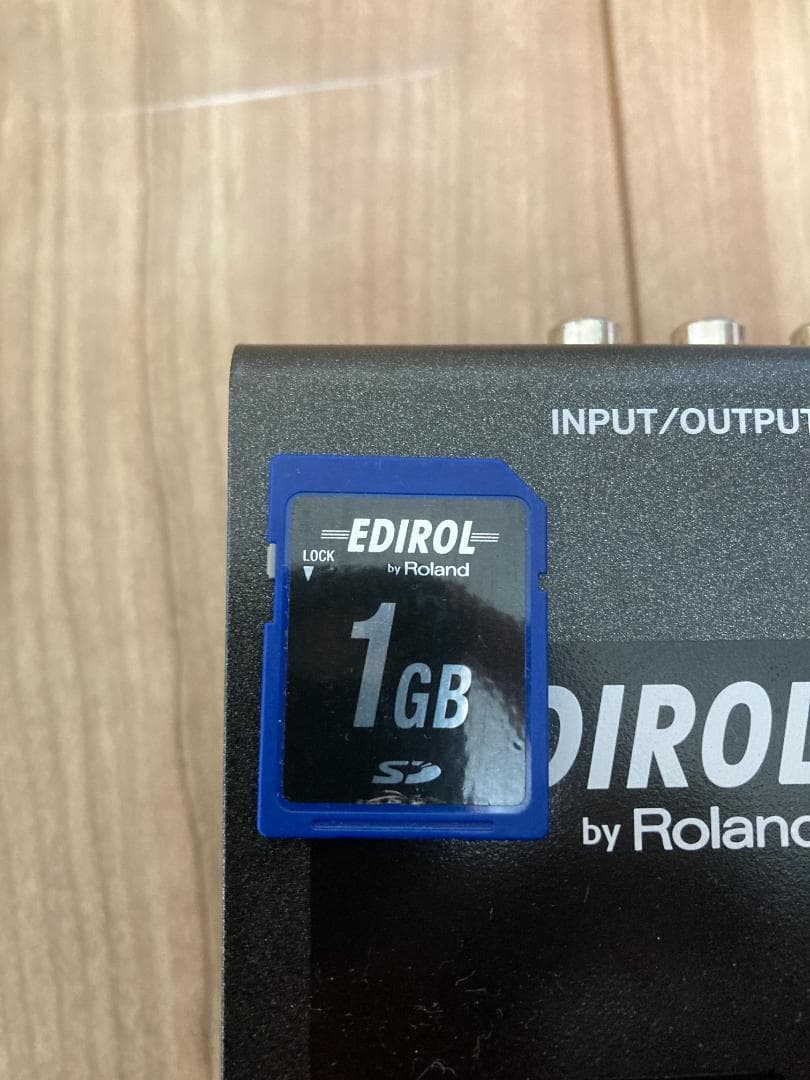 INPUT/OUTPUT
EDIROL
by Roland
LOCK
1GB
SD
DIROL
by Roland